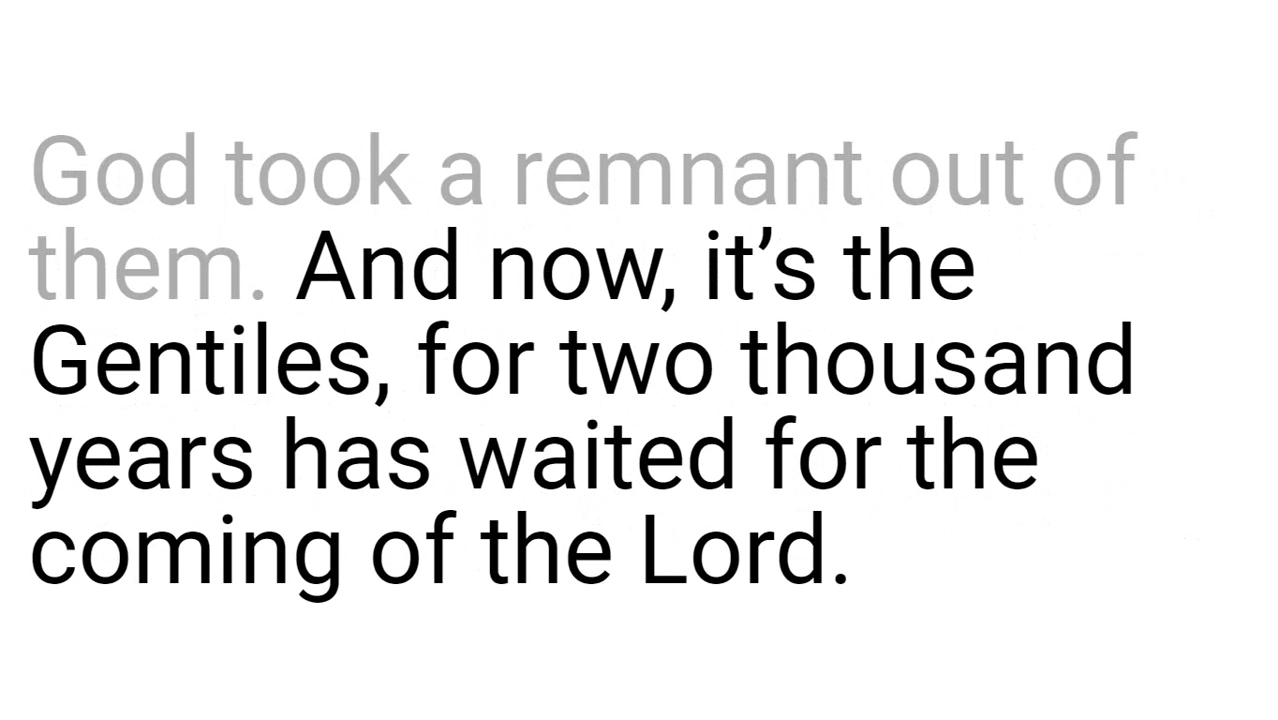 God took a remnant out of
them. And now, it’s the
Gentiles, for two thousand
years has waited for the
coming of the Lord.